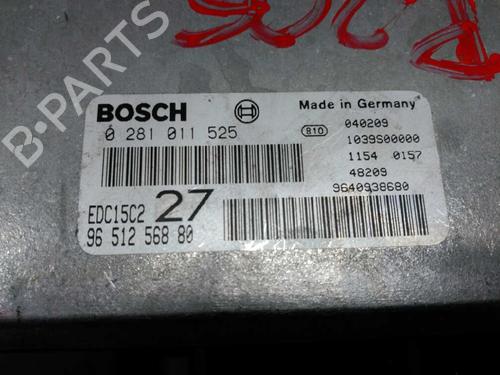 BOSCH
Made in Germany
0 281 011 525
810
040209
1039S00000
1154 0157
48209
9640938680
EDC15C2 27
96 512 568 80
B PARTS